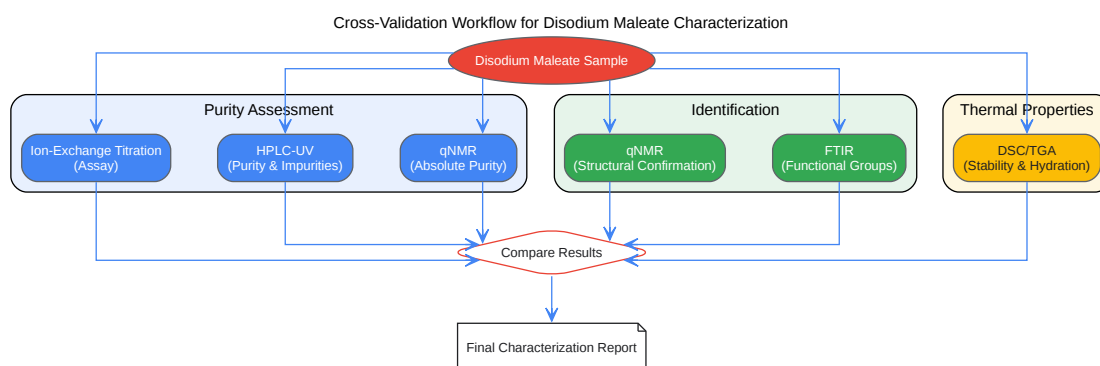 Cross-Validation Workflow for Disodium Maleate Characterization
Disodium Maleate Sample
Purity Assessment
Identification
Thermal Properties
Ion-Exchange Titration
(Assay)
HPLC-UV
(Purity & Impurities)
qNMR
(Absolute Purity)
qNMR
(Structural Confirmation)
FTIR
(Functional Groups)
DSC/TGA
(Stability & Hydration)
Compare Results
Final Characterization Report